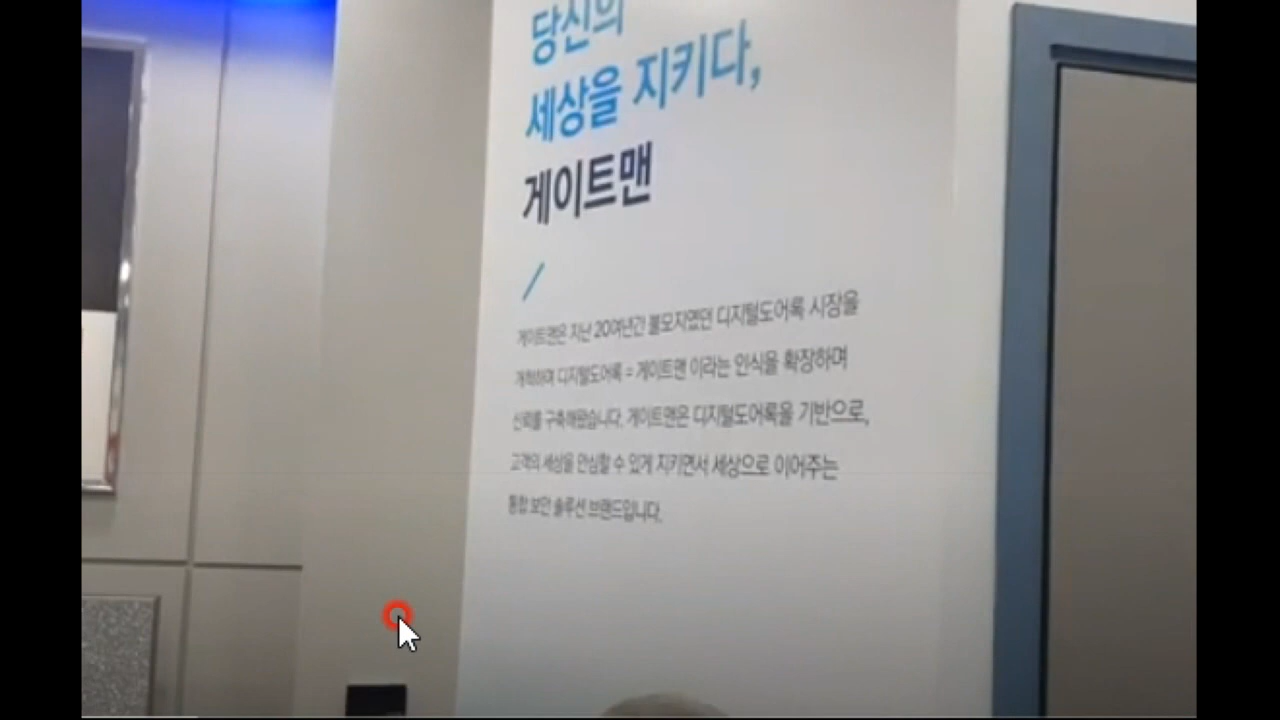 당신의
세상을 지키다,
게이트맨
게이트맨은 지난 20여년간 불모지였던 디지털도어록 시장을
개척하며 디지털도어록 = 게이트맨 이라는 인식을 확장하며
신뢰를 구축해왔습니다. 게이트맨은 디지털도어록을 기반으로,
고객의 세상을 안심할 수 있게 지키면서 세상으로 이어주는
통합 보안 솔루션 브랜드입니다.